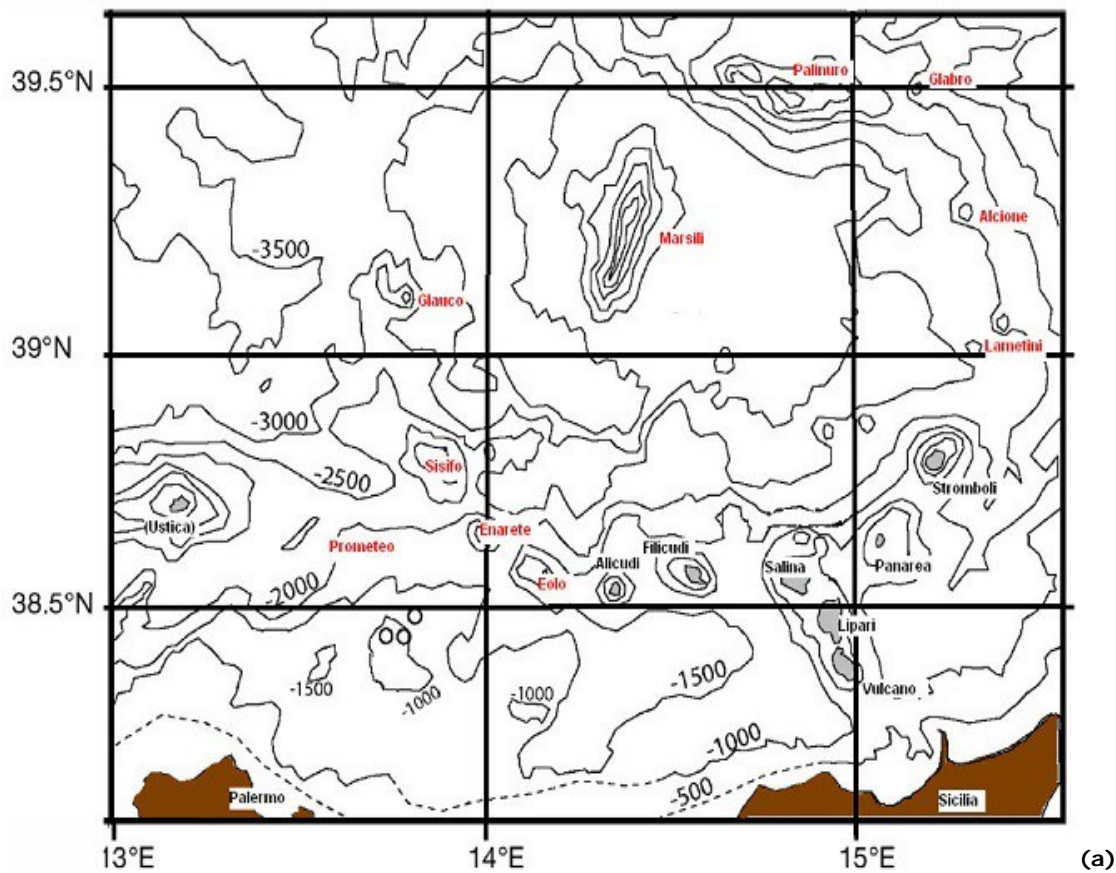 39.5°N
Palinuro
Glabro
Alcione
Marsili
-3500
Glauco
39°N
Lametini
-3000
-2500
Sisifo
Stromboli
(Ustica)
Enarete
Prometeo
Filicudi
Alicudi
Salina
Panarea
Eolo
-2000
38.5°N
Lipari
-1500
-1500
-1000
-1000
Vulcano
-1000
-500
Palermo
Sicilia
13°E
14°E
15°E
(a)